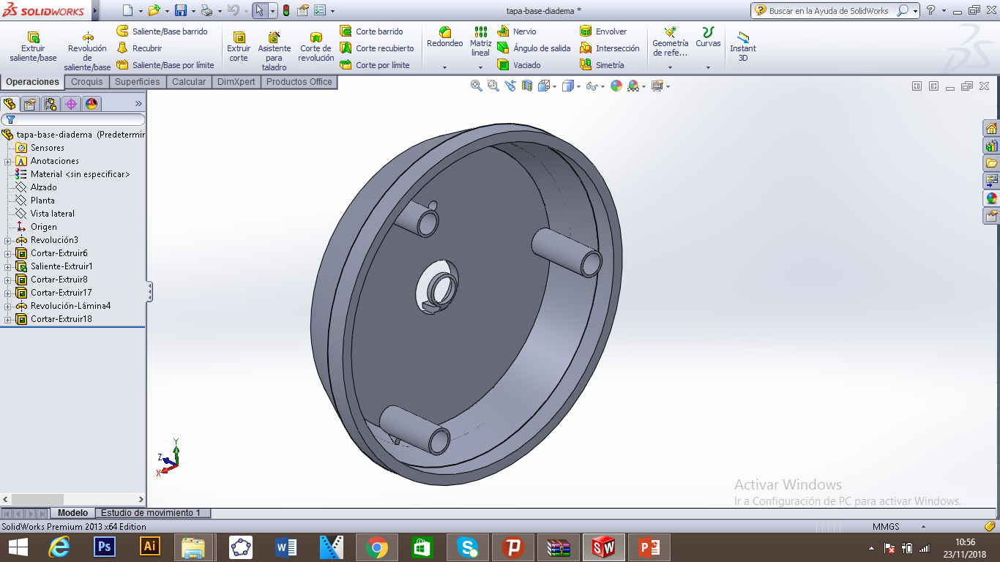 SOLIDWORKS
tapa-base-diadema *
Buscar en la Ayuda de SolidWorks
Extruir
saliente/base
Revolución
de
saliente/base
Saliente/Base barrido
Recubrir
Saliente/Base por límite
Extruir
corte
Asistente
para
taladro
Corte de
revolución
Corte barrido
Corte recubierto
Corte por límite
Redondeo
Matriz
lineal
Nervio
Ángulo de salida
Vaciado
Envolver
Intersección
Simetría
Geometría
de refe...
Curvas
Instant
3D
Operaciones
Croquis
Superficies
Calcular
DimXpert
Productos Office
tapa-base-diadema (Predetermin
Sensores
Anotaciones
Material <sin especificar>
Alzado
Planta
Vista lateral
Origen
Revolución3
Cortar-Extruir6
Saliente-Extruir1
Cortar-Extruir8
Cortar-Extruir17
Revolución-Lámina4
Cortar-Extruir18
Y
Z
X
Activar Windows
Ir a Configuración de PC para activar Windows.
Modelo
Estudio de movimiento 1
SolidWorks Premium 2013 x64 Edition
MMGS
10:56
23/11/2018